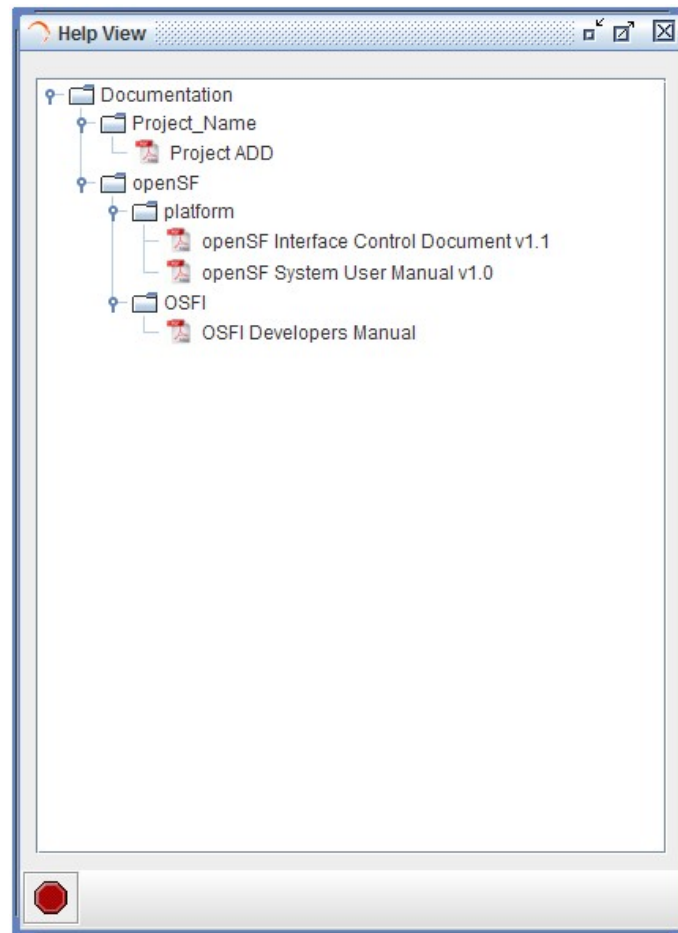 Help View
Documentation
Project_Name
Project ADD
openSF
platform
openSF Interface Control Document v1.1
openSF System User Manual v1.0
OSFI
OSFI Developers Manual